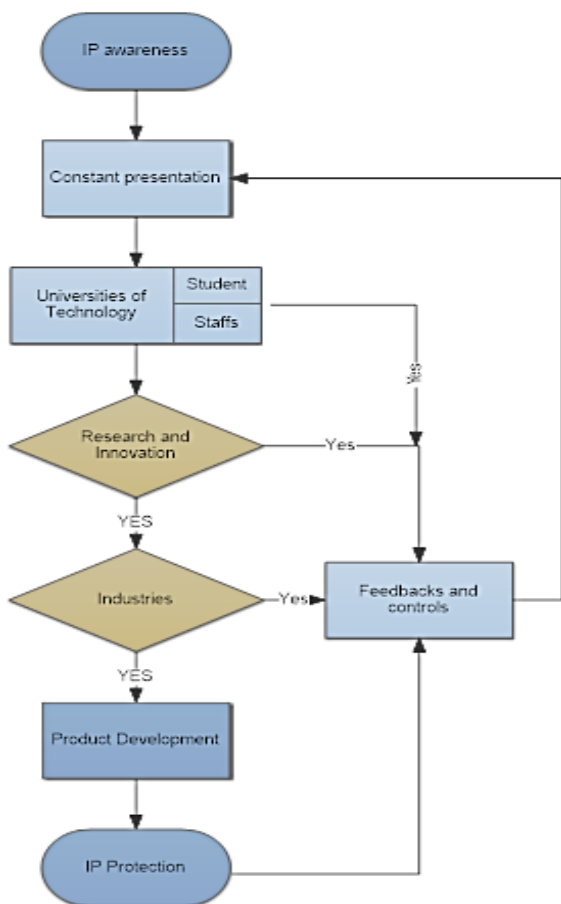 IP awareness
Constant presentation
Universities of
Technology
Student
Staffs
Yes
Research and
Innovation
Yes
YES
Industries
Yes
Feedbacks and
controls
YES
Product Development
IP Protection